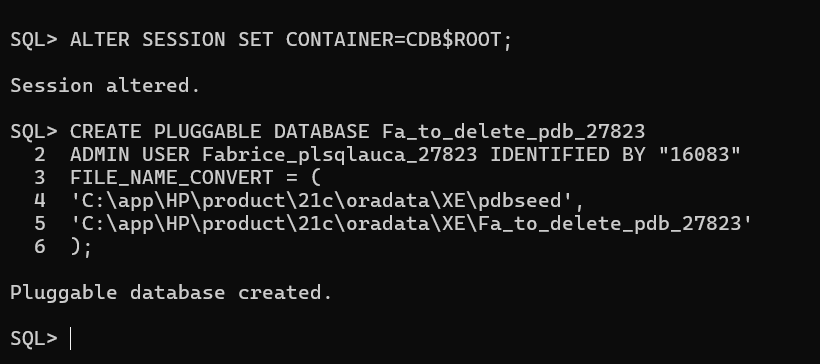 SQL> ALTER SESSION SET CONTAINER=CDB$ROOT;
Session altered.
SQL> CREATE PLUGGABLE DATABASE Fa_to_delete_pdb_27823
2 ADMIN USER Fabrice_plsqlauca_27823 IDENTIFIED BY "16083"
3 FILE_NAME_CONVERT = (
4 'C:\app\HP\product\21c\oradata\XE\pdbseed',
5 'C:\app\HP\product\21c\oradata\XE\Fa_to_delete_pdb_27823'
6 );
Pluggable database created.
SQL>